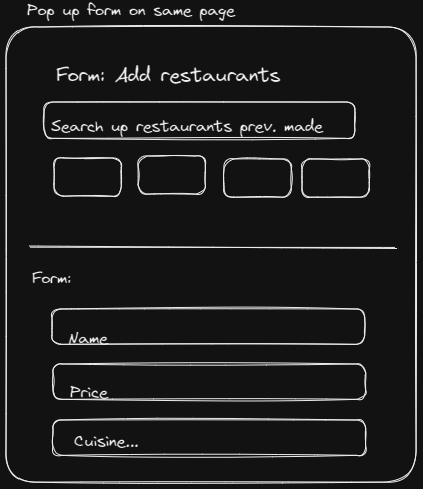 Pop up form on same page
Form: Add restaurants
Search up restaurants prev. made
Form:
Name
Price
Cuisine...